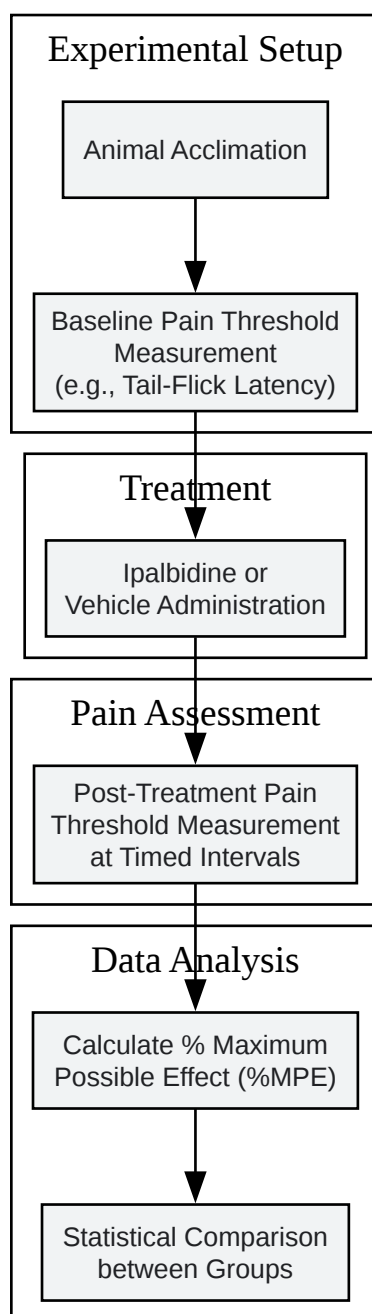 Experimental Setup
Animal Acclimation
Baseline Pain Threshold
Measurement
(e.g., Tail-Flick Latency)
Treatment
Ipalbidine or
Vehicle Administration
Pain Assessment
Post-Treatment Pain
Threshold Measurement
at Timed Intervals
Data Analysis
Calculate % Maximum
Possible Effect (%MPE)
Statistical Comparison
between Groups